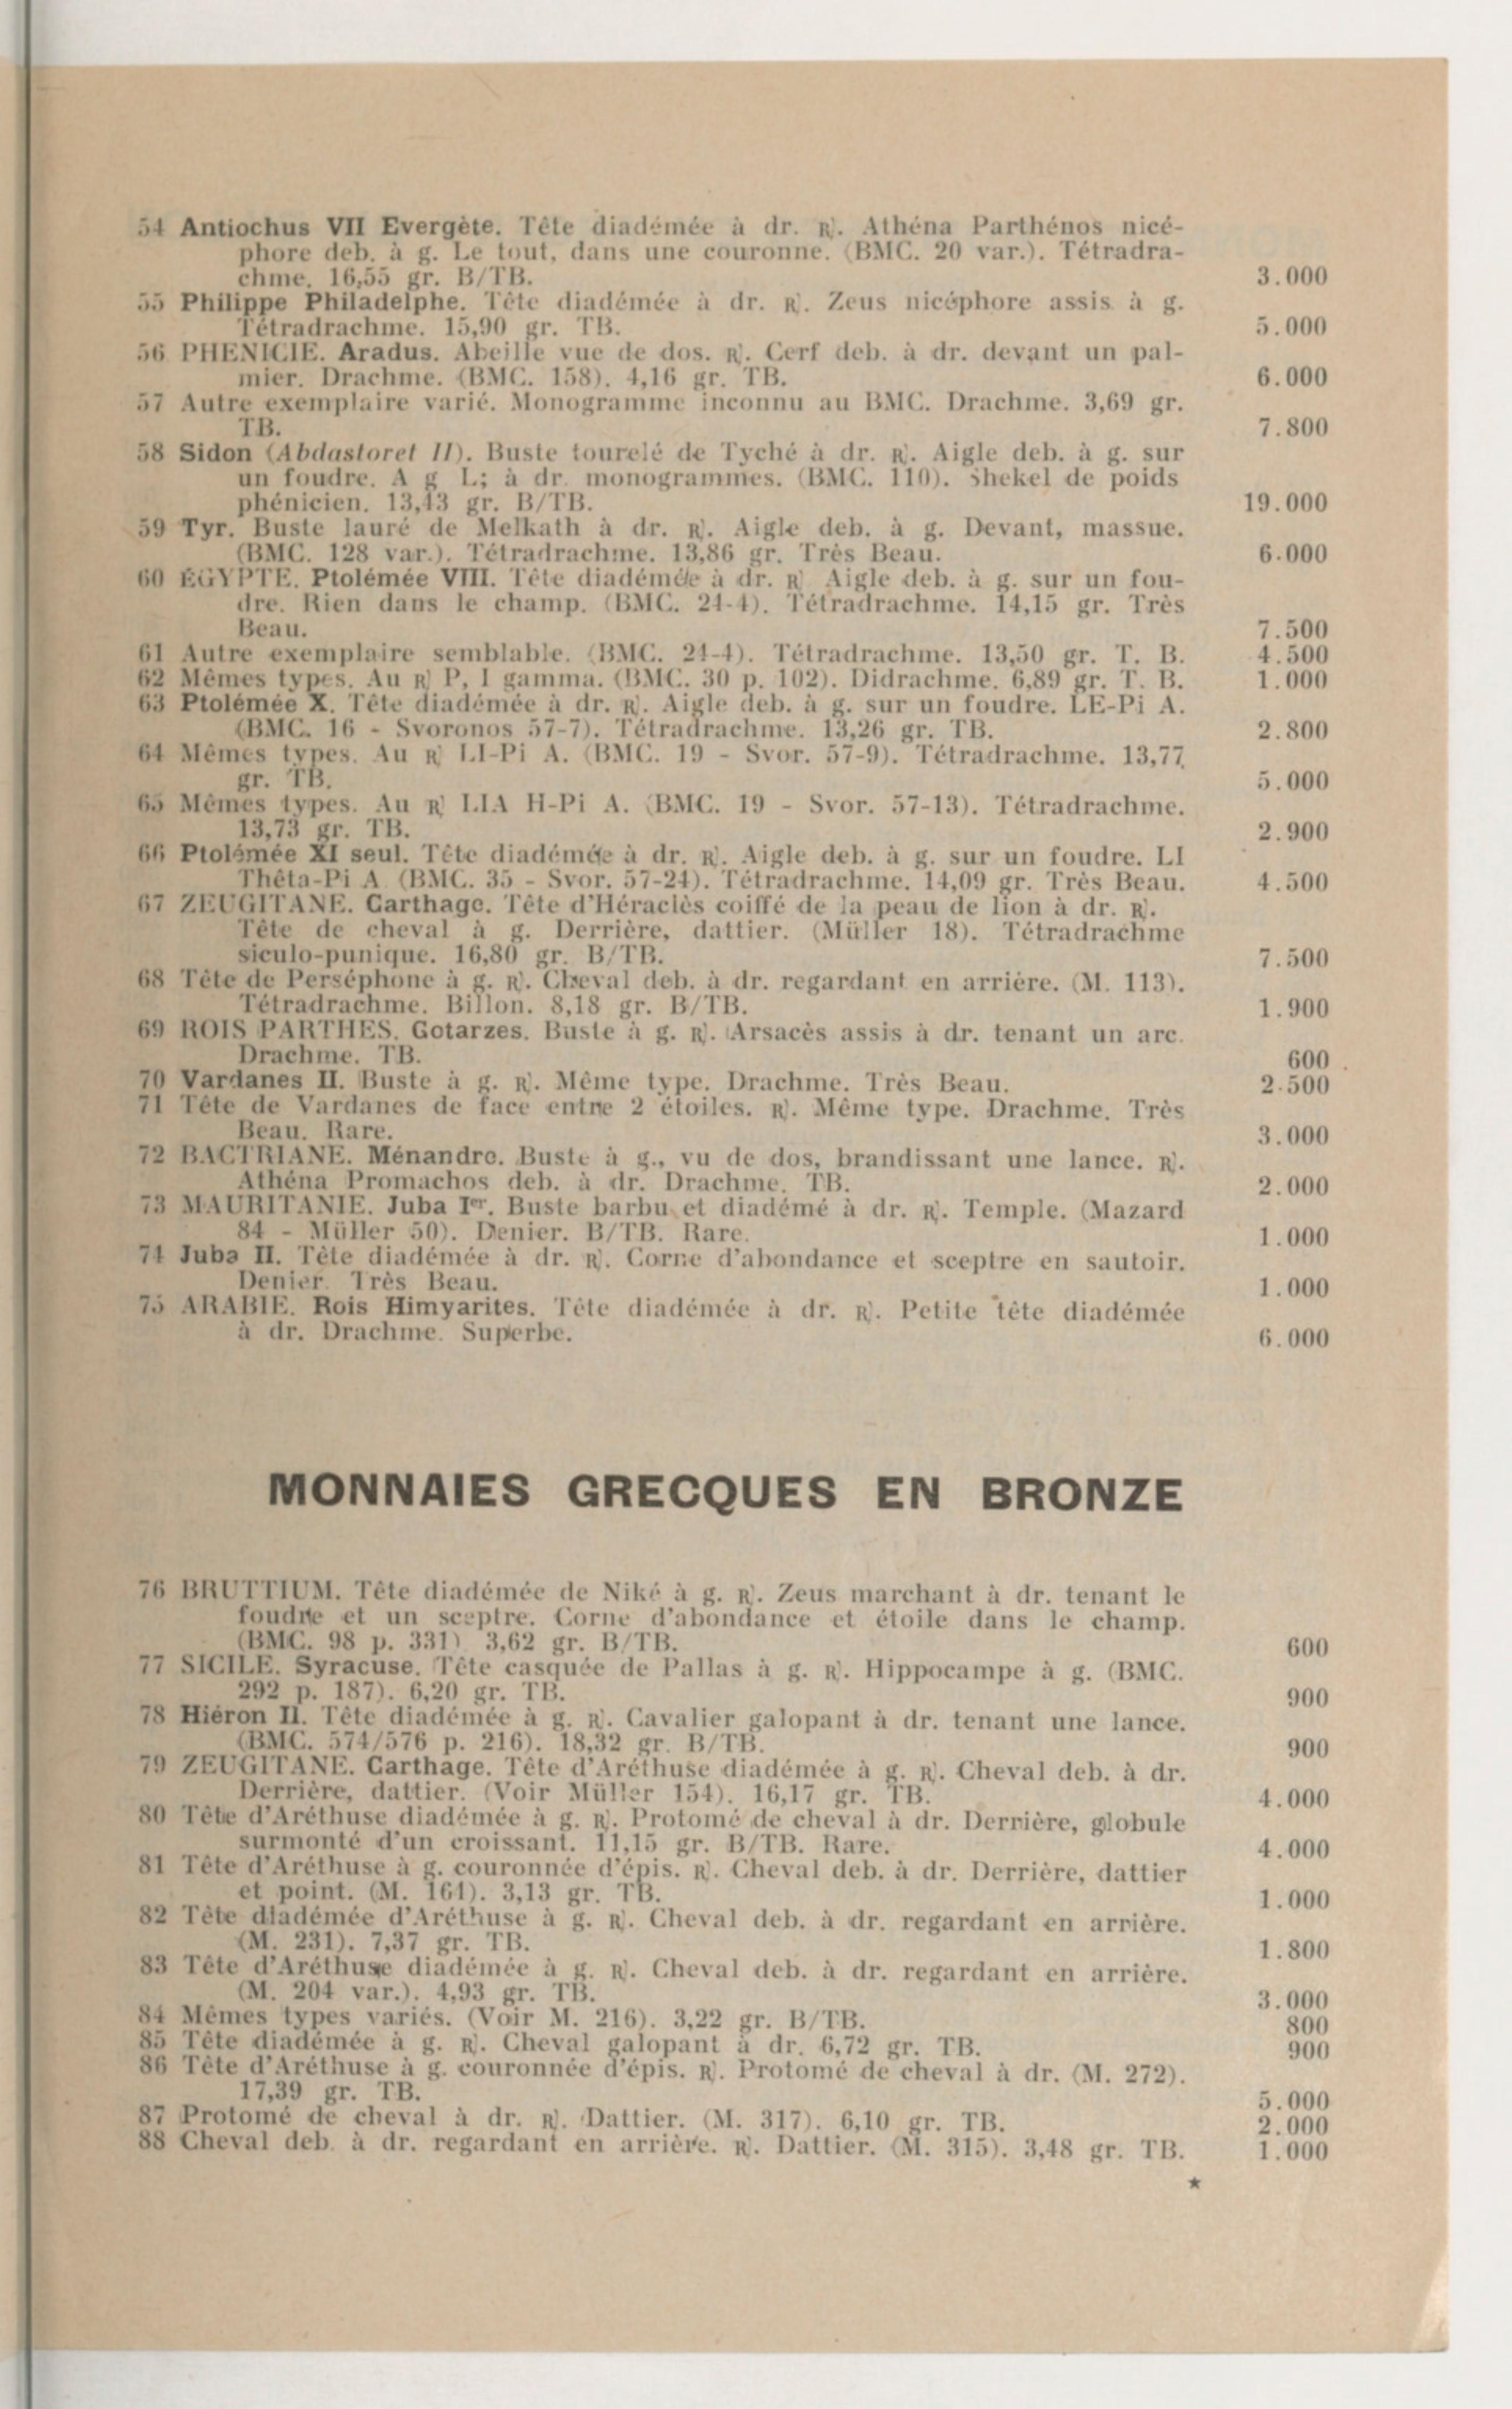 54 Antiochus VII Evergète. Tête diadémée à dr. ꝶ. Athéna Parthénos nicé-
phore deb. à g. Le tout, dans une couronne. (BMC. 20 var.). Tétradra-
chme. 16,55 gr. B/TB. 3.000
55 Philippe Philadelphe. Tête diadémée à dr. ꝶ. Zeus nicéphore assis à g.
Tétradrachme. 15,90 gr. TB. 5.000
56 PHENICIE. Aradus. Abeille vue de dos. ꝶ. Cerf deb. à dr. devant un pal-
mier. Drachme. (BMC. 158). 4,16 gr. TB. 6.000
57 Autre exemplaire varié. Monogramme inconnu au BMC. Drachme. 3,69 gr.
TB. 7.800
58 Sidon (Abdastoret II). Buste tourelé de Tyché à dr. ꝶ. Aigle deb. à g. sur
un foudre. A g L; à dr. monogrammes. (BMC. 110). Shekel de poids
phénicien. 13,43 gr. B/TB. 19.000
59 Tyr. Buste lauré de Melkath à dr. ꝶ. Aigle deb. à g. Devant, massue.
(BMC. 128 var.). Tétradrachme. 13,86 gr. Très Beau. 6.000
60 EGYPTE. Ptolémée VIII. Tête diadémée à dr. ꝶ Aigle deb. à g. sur un fou-
dre. Rien dans le champ. (BMC. 24-4). Tétradrachme. 14,15 gr. Très
Beau. 7.500
61 Autre exemplaire semblable. (BMC. 24-4). Tétradrachme. 13,50 gr. T. B. 4.500
62 Mêmes types. Au ꝶ P, I gamma. (BMC. 30 p. 102). Didrachme. 6,89 gr. T. B. 1.000
63 Ptolémée X. Tête diadémée à dr. ꝶ. Aigle deb. à g. sur un foudre. LE-Pi A.
(BMC. 16 - Svoronos 57-7). Tétradrachme. 13,26 gr. TB. 2.800
64 Mêmes types. Au ꝶ LI-Pi A. (BMC. 19 - Svor. 57-9). Tétradrachme. 13,77
gr. TB. 5.000
65 Mêmes types. Au ꝶ LIA H-Pi A. (BMC. 19 - Svor. 57-13). Tétradrachme.
13,73 gr. TB. 2.900
66 Ptolémée XI seul. Tête diadémée à dr. ꝶ. Aigle deb. à g. sur un foudre. LI
Thêta-Pi A (BMC. 35 - Svor. 57-24). Tétradrachme. 14,09 gr. Très Beau. 4.500
67 ZEUGITANE. Carthage. Tête d'Héraclès coiffé de la peau de lion à dr. ꝶ.
Tête de cheval à g. Derrière, dattier. (Müller 18). Tétradrachme
siculo-punique. 16,80 gr. B/TB. 7.500
68 Tête de Perséphone à g. ꝶ. Cheval deb. à dr. regardant en arrière. (M. 113).
Tétradrachme. Billon. 8,18 gr. B/TB. 1.900
69 ROIS PARTHES. Gotarzes. Buste à g. ꝶ. Arsacès assis à dr. tenant un arc.
Drachme. TB. 600
70 Vardanes II. Buste à g. ꝶ. Même type. Drachme. Très Beau. 2.500
71 Tête de Vardanes de face entre 2 étoiles. ꝶ. Même type. Drachme. Très
Beau. Rare. 3.000
72 BACTRIANE. Ménandre. Buste à g., vu de dos, brandissant une lance. ꝶ.
Athéna Promachos deb. à dr. Drachme. TB. 2.000
73 MAURITANIE. Juba Ier. Buste barbu et diadémé à dr. ꝶ. Temple. (Mazard
84 - Müller 50). Denier. B/TB. Rare. 1.000
74 Juba II. Tête diadémée à dr. ꝶ. Corne d'abondance et sceptre en sautoir.
Denier. Très Beau. 1.000
75 ARABIE. Rois Himyarites. Tête diadémée à dr. ꝶ. Petite tête diadémée
à dr. Drachme. Superbe. 6.000
MONNAIES GRECQUES EN BRONZE
76 BRUTTIUM. Tête diadémée de Niké à g. ꝶ. Zeus marchant à dr. tenant le
foudre et un sceptre. Corne d'abondance et étoile dans le champ.
(BMC. 98 p. 331) 3,62 gr. B/TB. 600
77 SICILE. Syracuse. Tête casquée de Pallas à g. ꝶ. Hippocampe à g. (BMC.
292 p. 187). 6,20 gr. TB. 900
78 Hiéron II. Tête diadémée à g. ꝶ. Cavalier galopant à dr. tenant une lance.
(BMC. 574/576 p. 216). 18,32 gr. B/TB. 900
79 ZEUGITANE. Carthage. Tête d'Aréthuse diadémée à g. ꝶ. Cheval deb. à dr.
Derrière, dattier. (Voir Müller 154). 16,17 gr. TB. 4.000
80 Tête d'Aréthuse diadémée à g. ꝶ. Protomé de cheval à dr. Derrière, globule
surmonté d'un croissant. 11,15 gr. B/TB. Rare. 4.000
81 Tête d'Aréthuse à g. couronnée d'épis. ꝶ. Cheval deb. à dr. Derrière, dattier
et point. (M. 161). 3,13 gr. TB. 1.000
82 Tête diadémée d'Aréthuse à g. ꝶ. Cheval deb. à dr. regardant en arrière.
(M. 231). 7,37 gr. TB. 1.800
83 Tête d'Aréthuse diadémée à g. ꝶ. Cheval deb. à dr. regardant en arrière.
(M. 204 var.). 4,93 gr. TB. 3.000
84 Mêmes types variés. (Voir M. 216). 3,22 gr. B/TB. 800
85 Tête diadémée à g. ꝶ. Cheval galopant à dr. 6,72 gr. TB. 900
86 Tête d'Aréthuse à g. couronnée d'épis. ꝶ. Protomé de cheval à dr. (M. 272).
17,39 gr. TB. 5.000
87 Protomé de cheval à dr. ꝶ. Dattier. (M. 317). 6,10 gr. TB. 2.000
88 Cheval deb. à dr. regardant en arrière. ꝶ. Dattier. (M. 315). 3,48 gr. TB. 1.000
★